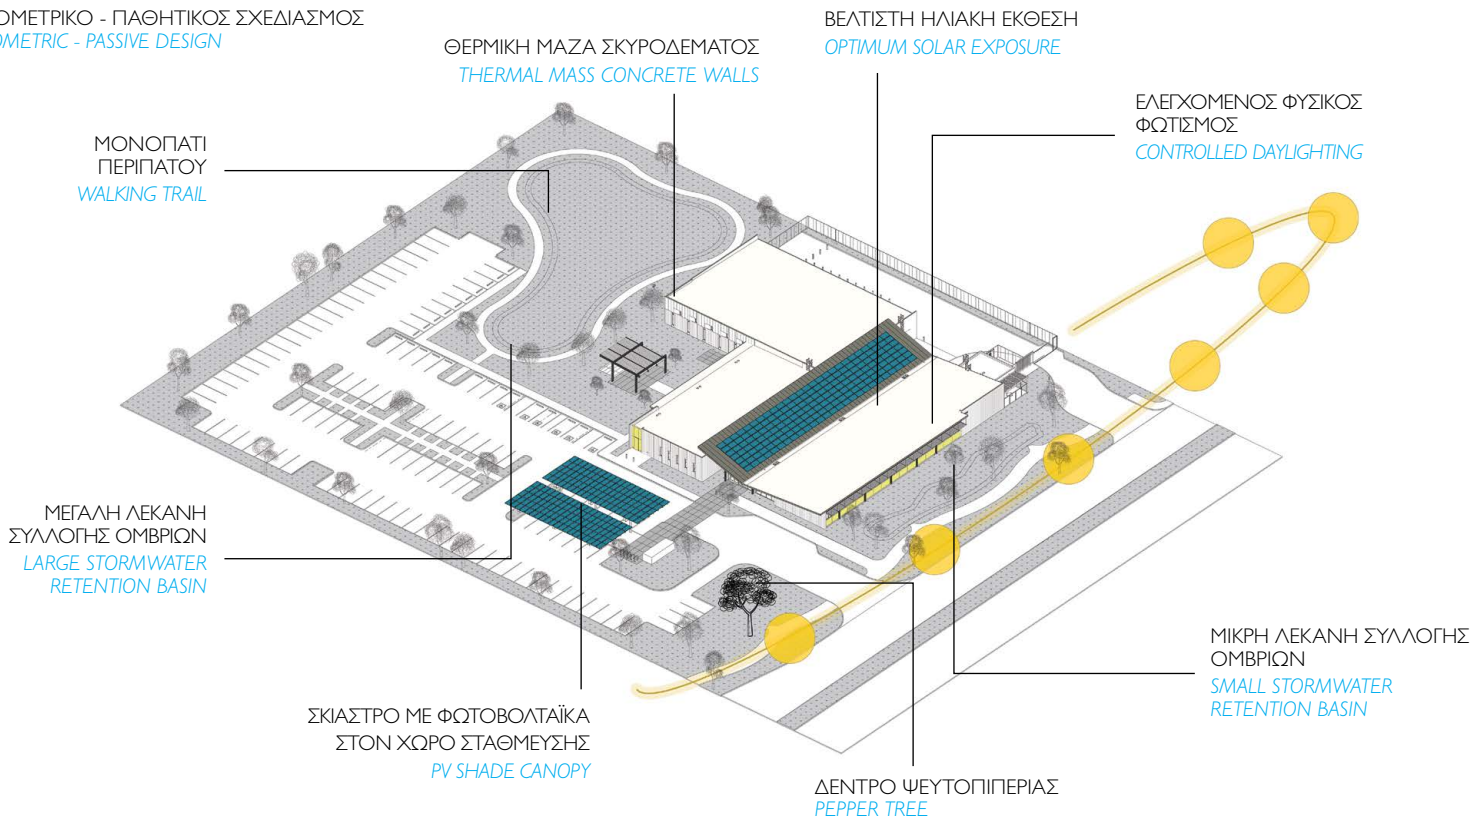 ΟΜΕΤΡΙΚΟ - ΠΑΘΗΤΙΚΟΣ ΣΧΕΔΙΑΣΜΟΣ
OMETRIC - PASSIVE DESIGN
ΘΕΡΜΙΚΗ ΜΑΖΑ ΣΚΥΡΟΔΕΜΑΤΟΣ
THERMAL MASS CONCRETE WALLS
ΒΕΛΤΙΣΤΗ ΗΛΙΑΚΗ ΕΚΘΕΣΗ
OPTIMUM SOLAR EXPOSURE
ΕΛΕΓΧΟΜΕΝΟΣ ΦΥΣΙΚΟΣ
ΦΩΤΙΣΜΟΣ
CONTROLLED DAYLIGHTING
ΜΟΝΟΠΑΤΙ
ΠΕΡΙΠΑΤΟΥ
WALKING TRAIL
ΜΕΓΑΛΗ ΛΕΚΑΝΗ
ΣΥΛΛΟΓΗΣ ΟΜΒΡΙΩΝ
LARGE STORMWATER
RETENTION BASIN
ΣΚΙΑΣΤΡΟ ΜΕ ΦΩΤΟΒΟΛΤΑΪΚΑ
ΣΤΟΝ ΧΩΡΟ ΣΤΑΘΜΕΥΣΗΣ
PV SHADE CANOPY
ΔΕΝΤΡΟ ΨΕΥΤΟΠΙΠΕΡΙΑΣ
PEPPER TREE
ΜΙΚΡΗ ΛΕΚΑΝΗ ΣΥΛΛΟΓΗΣ
ΟΜΒΡΙΩΝ
SMALL STORMWATER
RETENTION BASIN